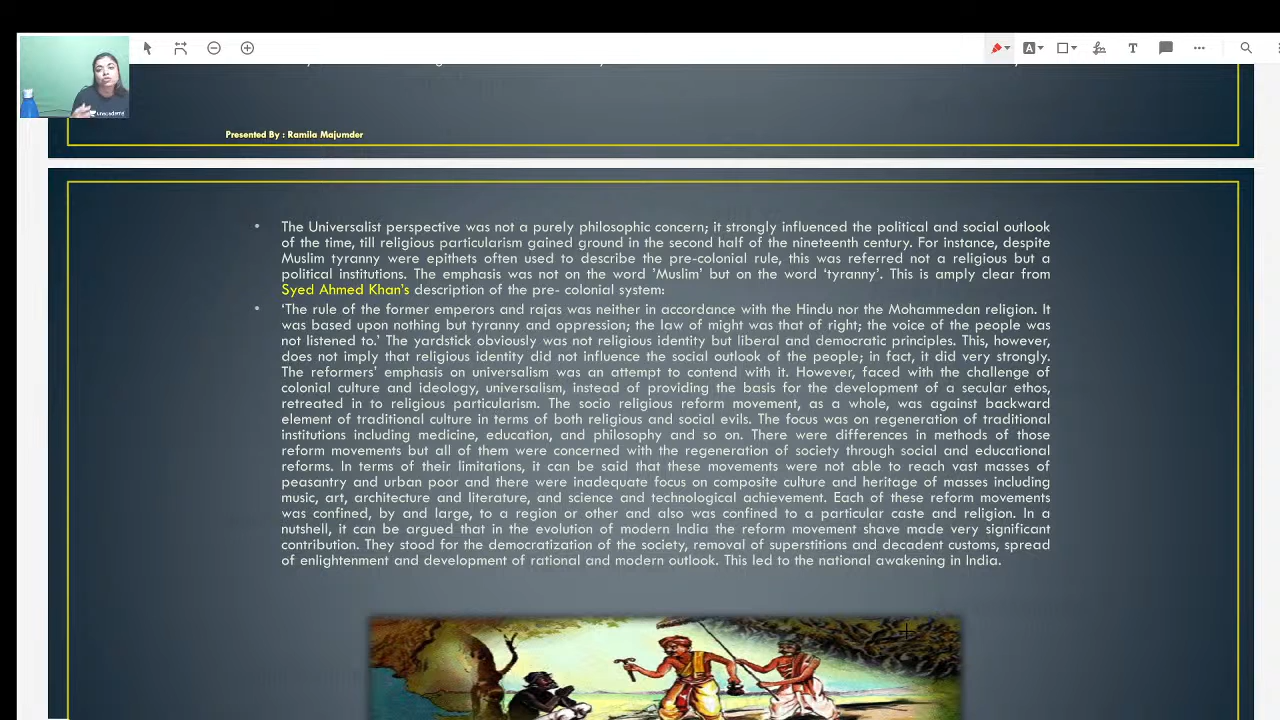 Presented By : Ramila Majumder
• The Universalist perspective was not a purely philosophic concern; it strongly influenced the political and social outlook
of the time, till religious particularism gained ground in the second half of the nineteenth century. For instance, despite
Muslim tyranny were epithets often used to describe the pre-colonial rule, this was referred not a religious but a
political institutions. The emphasis was not on the word 'Muslim' but on the word 'tyranny'. This is amply clear from
Syed Ahmed Khan's description of the pre- colonial system:
• 'The rule of the former emperors and rajas was neither in accordance with the Hindu nor the Mohammedan religion. It
was based upon nothing but tyranny and oppression; the law of might was that of right; the voice of the people was
not listened to.' The yardstick obviously was not religious identity but liberal and democratic principles. This, however,
does not imply that religious identity did not influence the social outlook of the people; in fact, it did very strongly.
The reformers' emphasis on universalism was an attempt to contend with it. However, faced with the challenge of
colonial culture and ideology, universalism, instead of providing the basis for the development of a secular ethos,
retreated in to religious particularism. The socio religious reform movement, as a whole, was against backward
element of traditional culture in terms of both religious and social evils. The focus was on regeneration of traditional
institutions including medicine, education, and philosophy and so on. There were differences in methods of those
reform movements but all of them were concerned with the regeneration of society through social and educational
reforms. In terms of their limitations, it can be said that these movements were not able to reach vast masses of
peasantry and urban poor and there were inadequate focus on composite culture and heritage of masses including
music, art, architecture and literature, and science and technological achievement. Each of these reform movements
was confined, by and large, to a region or other and also was confined to a particular caste and religion. In a
nutshell, it can be argued that in the evolution of modern India the reform movement shave made very significant
contribution. They stood for the democratization of the society, removal of superstitions and decadent customs, spread
of enlightenment and development of rational and modern outlook. This led to the national awakening in India.